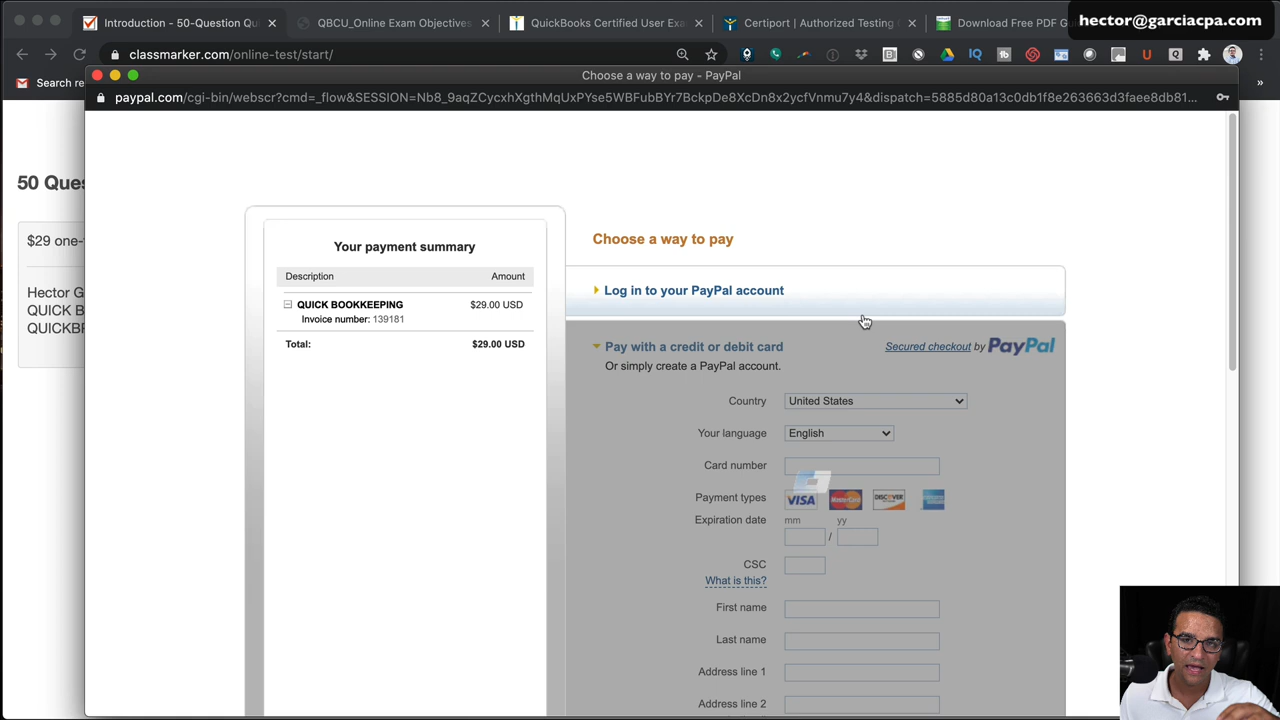 Introduction - 50-Question Qu
QBCU_Online Exam Objectives
QuickBooks Certified User Exa
Certiport | Authorized Testing
Download Free PDF Gu
hector@garciacpa.com
classmarker.com/online-test/start/
Search re
Choose a way to pay - PayPal
paypal.com/cgi-bin/webscr?cmd=_flow&SESSION=Nb8_9aqZCycxhXgthMqUxPYse5WBFubBYr7BckpDe8XcDn8x2ycfVnmu7y4&dispatch=5885d80a13c0db1f8e263663d3faee8db81...
50 Ques
$29 one-
Hector G
QUICK B
QUICKBF
Your payment summary
Description Amount
QUICK BOOKKEEPING $29.00 USD
Invoice number: 139181
Total: $29.00 USD
Choose a way to pay
Log in to your PayPal account
Pay with a credit or debit card
Secured checkout by PayPal
Or simply create a PayPal account.
Country United States
Your language English
Card number
Payment types VISA MasterCard DISCOVER
Expiration date mm yy
/
CSC
What is this?
First name
Last name
Address line 1
Address line 2